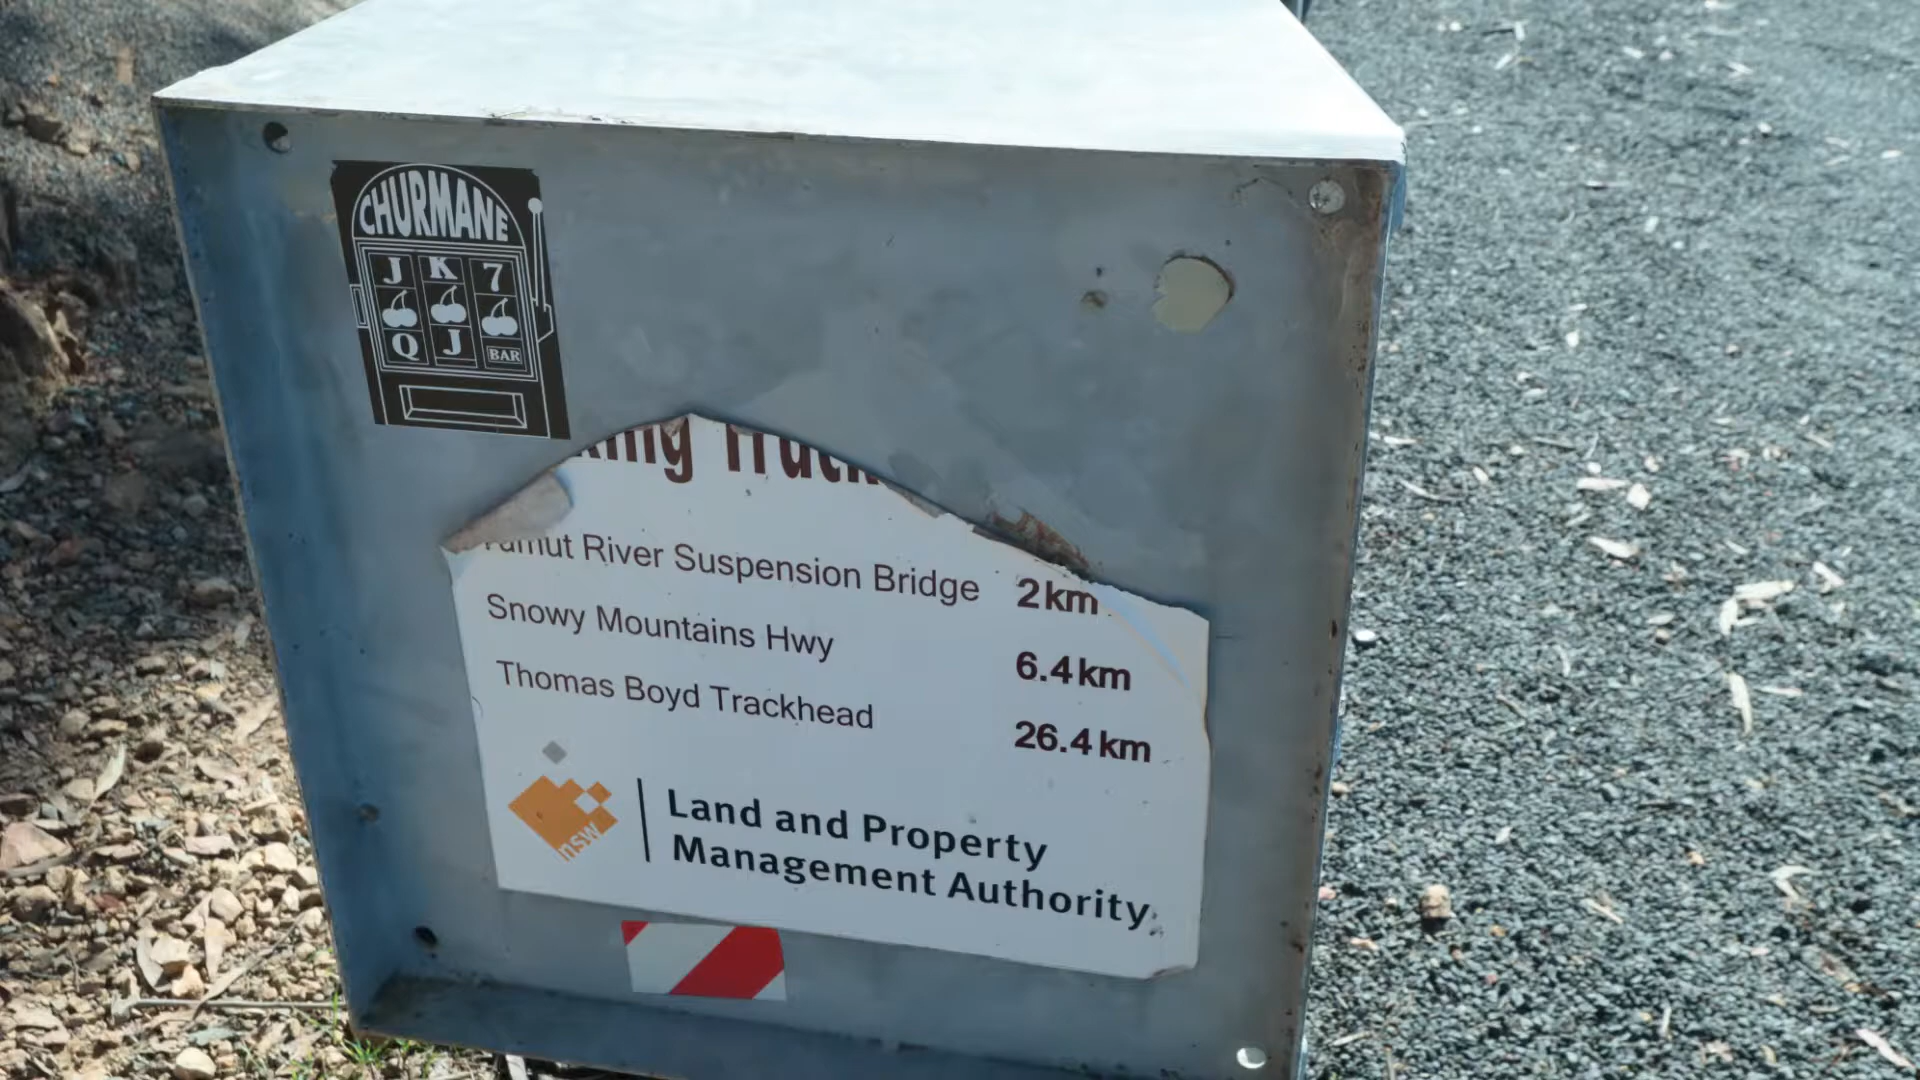 CHURMANE
J K 7
Q J BAR
River Suspension Bridge 2km
Snowy Mountains Hwy 6.4km
Thomas Boyd Trackhead 26.4km
nsw
Land and Property
Management Authority